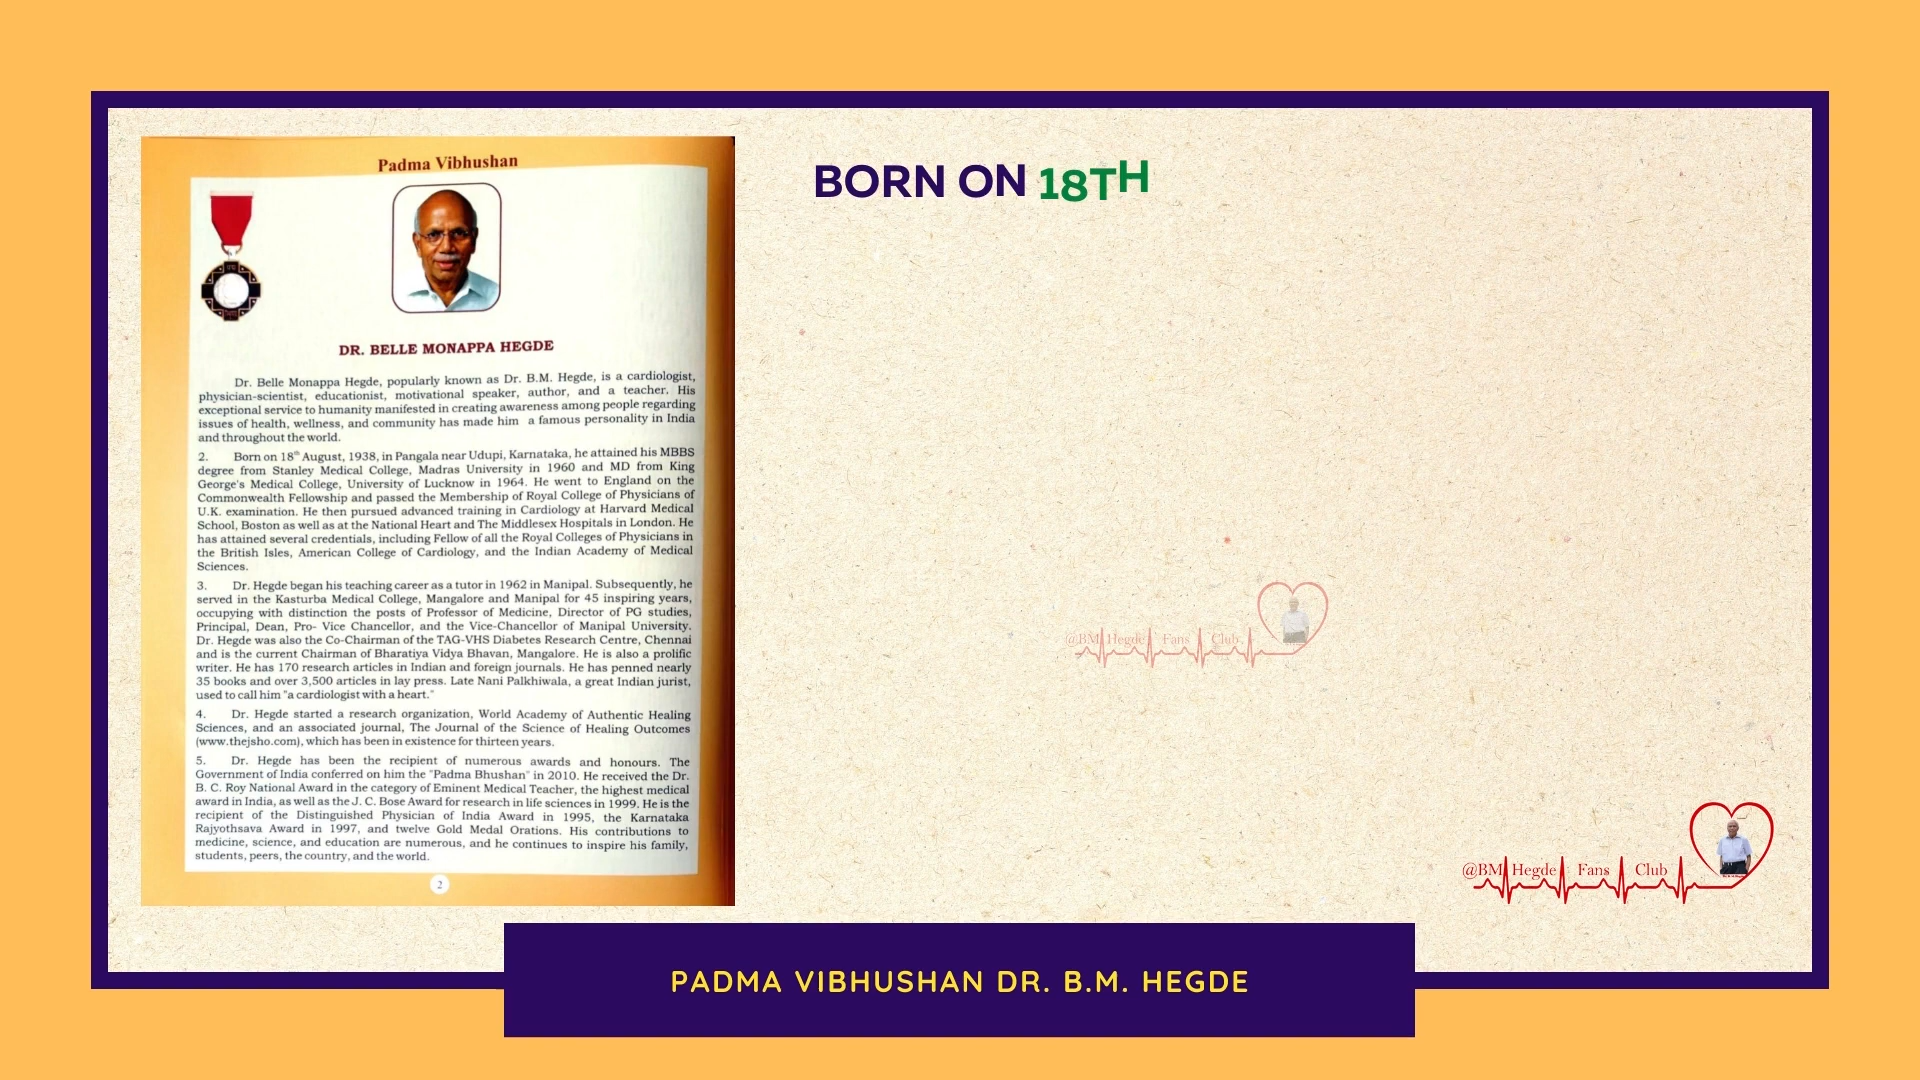 Padma Vibhushan
DR. BELLE MONAPPA HEGDE
Dr. Belle Monappa Hegde, popularly known as Dr. B.M. Hegde, is a cardiologist,
physician-scientist, educationist, motivational speaker, author, and a teacher. His
exceptional service to humanity manifested in creating awareness among people regarding
issues of health, wellness, and community has made him a famous personality in India
and throughout the world.
2. Born on 18th August, 1938, in Pangala near Udupi, Karnataka, he attained his MBBS
degree from Stanley Medical College, Madras University in 1960 and MD from King
George's Medical College, University of Lucknow in 1964. He went to England on the
Commonwealth Fellowship and passed the Membership of Royal College of Physicians of
U.K. examination. He then pursued advanced training in Cardiology at Harvard Medical
School, Boston as well as at the National Heart and The Middlesex Hospitals in London. He
has attained several credentials, including Fellow of all the Royal Colleges of Physicians in
the British Isles, American College of Cardiology, and the Indian Academy of Medical
Sciences.
3. Dr. Hegde began his teaching career as a tutor in 1962 in Manipal. Subsequently, he
served in the Kasturba Medical College, Mangalore and Manipal for 45 inspiring years,
occupying with distinction the posts of Professor of Medicine, Director of PG studies,
Principal, Dean, Pro- Vice Chancellor, and the Vice-Chancellor of Manipal University.
Dr. Hegde was also the Co-Chairman of the TAG-VHS Diabetes Research Centre, Chennai
and is the current Chairman of Bharatiya Vidya Bhavan, Mangalore. He is also a prolific
writer. He has 170 research articles in Indian and foreign journals. He has penned nearly
35 books and over 3,500 articles in lay press. Late Nani Palkhiwala, a great Indian jurist,
used to call him "a cardiologist with a heart."
4. Dr. Hegde started a research organization, World Academy of Authentic Healing
Sciences, and an associated journal, The Journal of the Science of Healing Outcomes
(www.thejsho.com), which has been in existence for thirteen years.
5. Dr. Hegde has been the recipient of numerous awards and honours. The
Government of India conferred on him the "Padma Bhushan" in 2010. He received the Dr.
B. C. Roy National Award in the category of Eminent Medical Teacher, the highest medical
award in India, as well as the J. C. Bose Award for research in life sciences in 1999. He is the
recipient of the Distinguished Physician of India Award in 1995, the Karnataka
Rajyothsava Award in 1997, and twelve Gold Medal Orations. His contributions to
medicine, science, and education are numerous, and he continues to inspire his family,
students, peers, the country, and the world.
2
BORN ON 18TH
@BM Hegde Fans Club
@BM Hegde Fans Club
PADMA VIBHUSHAN DR. B.M. HEGDE